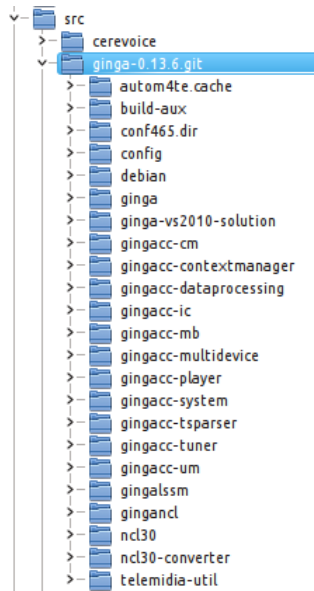 src
cerevoice
ginga-0.13.6.git
autom4te.cache
build-aux
conf465.dir
config
debian
ginga
ginga-vs2010-solution
gingacc-cm
gingacc-contextmanager
gingacc-dataprocessing
gingacc-ic
gingacc-mb
gingacc-multidevice
gingacc-player
gingacc-system
gingacc-tsparser
gingacc-tuner
gingacc-um
gingalssm
gingancl
ncl30
ncl30-converter
telemidia-util